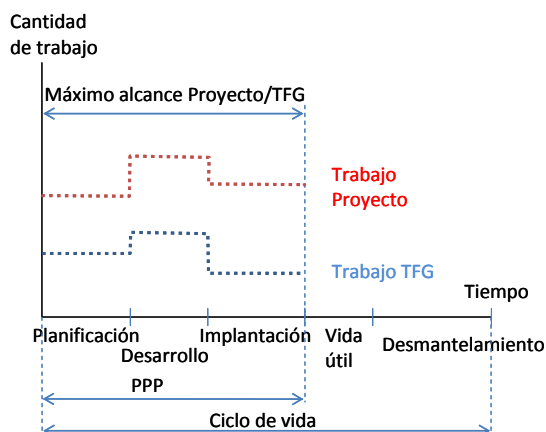 Cantidad
de trabajo
Máximo alcance Proyecto/TFG
Trabajo
Proyecto
Trabajo TFG
Tiempo
Planificación
Desarrollo
Implantación
Vida
útil
Desmantelamiento
PPP
Ciclo de vida